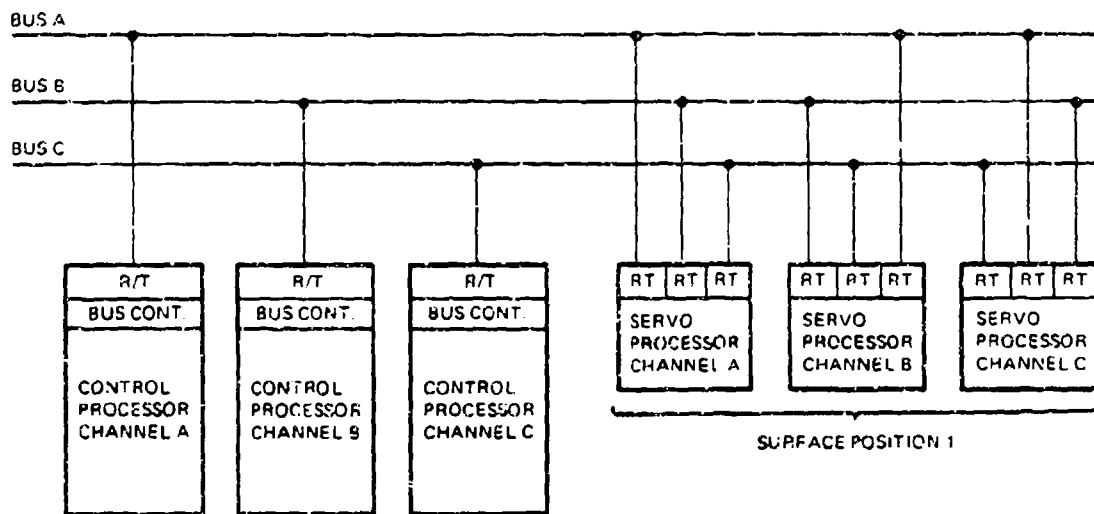 BUS A
BUS B
BUS C
R/T
R/T
R/T
RT RT RT
RT RT RT
RT RT RT
BUS CONT.
BUS CONT.
BUS CONT.
SERVO
PROCESSOR
CHANNEL A
SERVO
PROCESSOR
CHANNEL B
SERVO
PROCESSOR
CHANNEL C
CONTROL
PROCESSOR
CHANNEL A
CONTROL
PROCESSOR
CHANNEL B
CONTROL
PROCESSOR
CHANNEL C
SURFACE POSITION 1